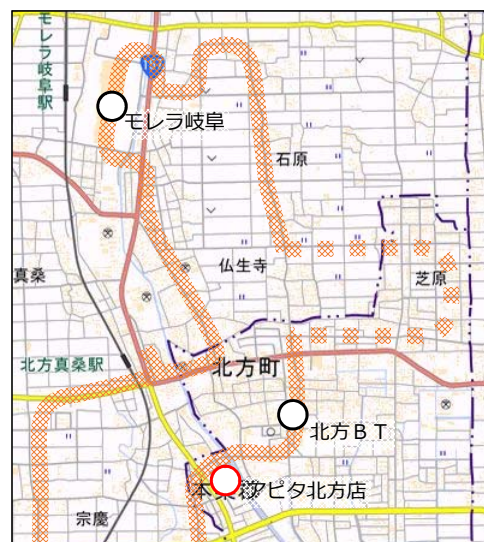 モレラ岐阜駅
157
モレラ岐阜
石原
仏生寺
芝原
真桑
北方真桑駅
北方町
北方ＢＴ
アピタ北方店
宗慶